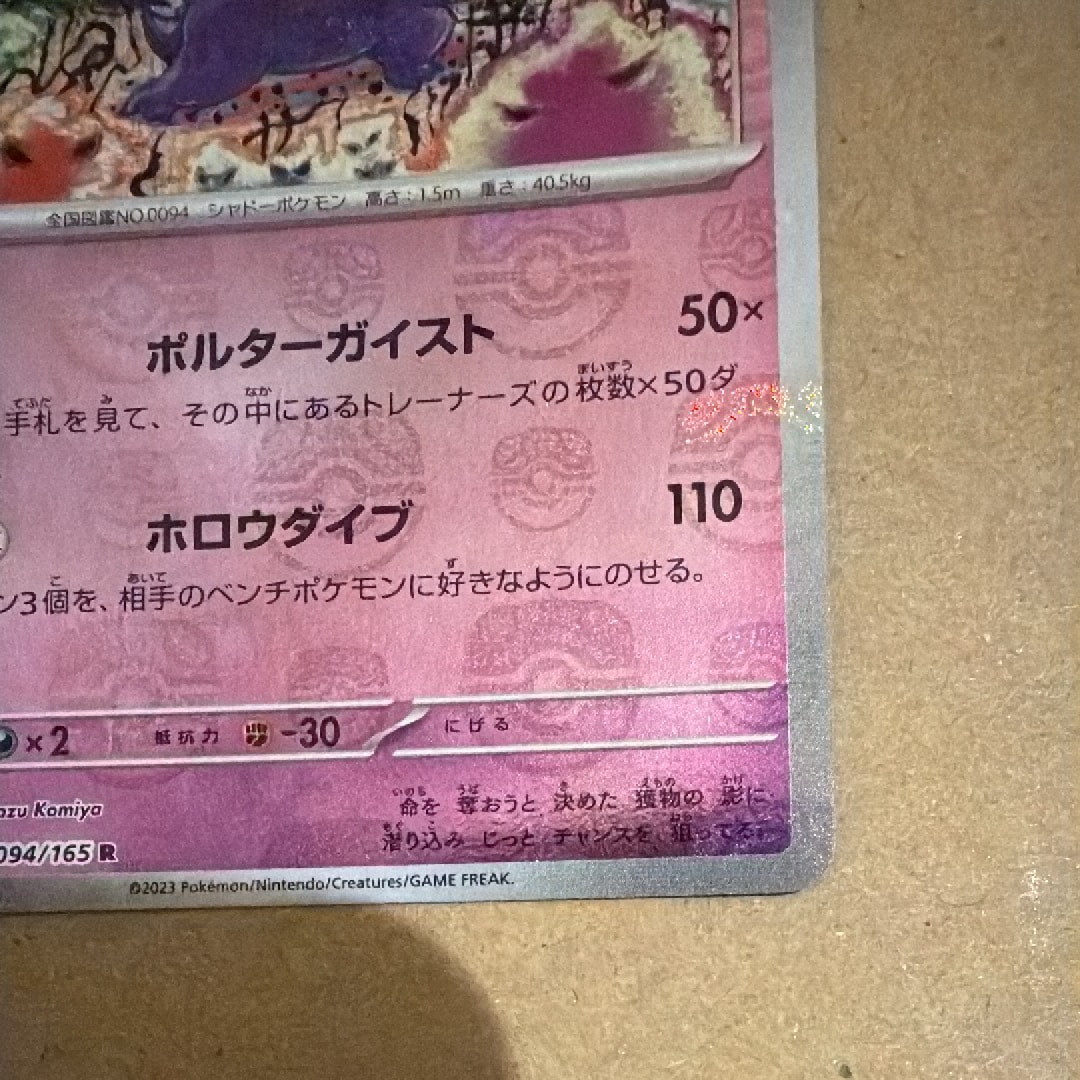 全国図鑑NO.0094 シャドーポケモン 高さ:1.5m 重さ:40.5kg
ポルターガイスト 50×
手札を見て、その中にあるトレーナーズの枚数×50ダ
ホロウダイブ 110
ン3個を、相手のベンチポケモンに好きなようにのせる。
×2 抵抗力 -30 にげる
命を 奪おうと 決めた 獲物の 影に
潜り込み じっと チャンスを 狙ってる。
ozu Komiya
094/165 R
©2023 Pokémon/Nintendo/Creatures/GAME FREAK.